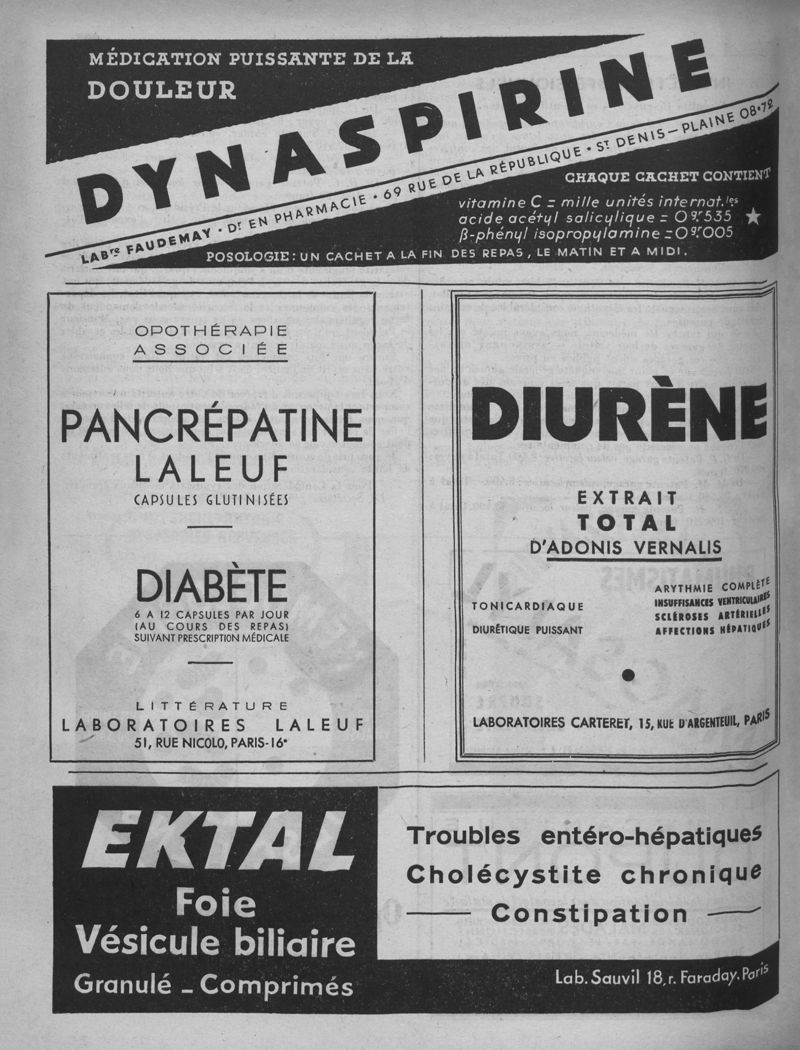 MÉDICATION PUISSANTE DE LA
DOULEUR
DYNASPIRINE
LABre FAUDEMAY • Dr EN PHARMACIE • 69 RUE DE LA RÉPUBLIQUE • St DENIS — PLAINE 08•72
CHAQUE CACHET CONTIENT
vitamine C = mille unités internat.les
acide acétyl salicylique = 0gr.535
β-phényl isopropylamine = 0gr.005
POSOLOGIE: UN CACHET A LA FIN DES REPAS, LE MATIN ET A MIDI.
OPOTHÉRAPIE
ASSOCIÉE
PANCRÉPATINE
LALEUF
CAPSULES GLUTINISÉES
DIABÈTE
6 A 12 CAPSULES PAR JOUR
(AU COURS DES REPAS)
SUIVANT PRESCRIPTION MÉDICALE
LITTÉRATURE
LABORATOIRES LALEUF
51, RUE NICOLO, PARIS-16e
DIURÈNE
EXTRAIT
TOTAL
D'ADONIS VERNALIS
TONICARDIAQUE
DIURÉTIQUE PUISSANT
ARYTHMIE COMPLÈTE
INSUFFISANCES VENTRICULAIRES
SCLÉROSES ARTÉRIELLES
AFFECTIONS HÉPATIQUES
LABORATOIRES CARTERET, 15, RUE D'ARGENTEUIL, PARIS
EKTAL
Foie
Vésicule biliaire
Granulé - Comprimés
Troubles entéro-hépatiques
Cholécystite chronique
Constipation
Lab. Sauvil 18, r. Faraday. Paris